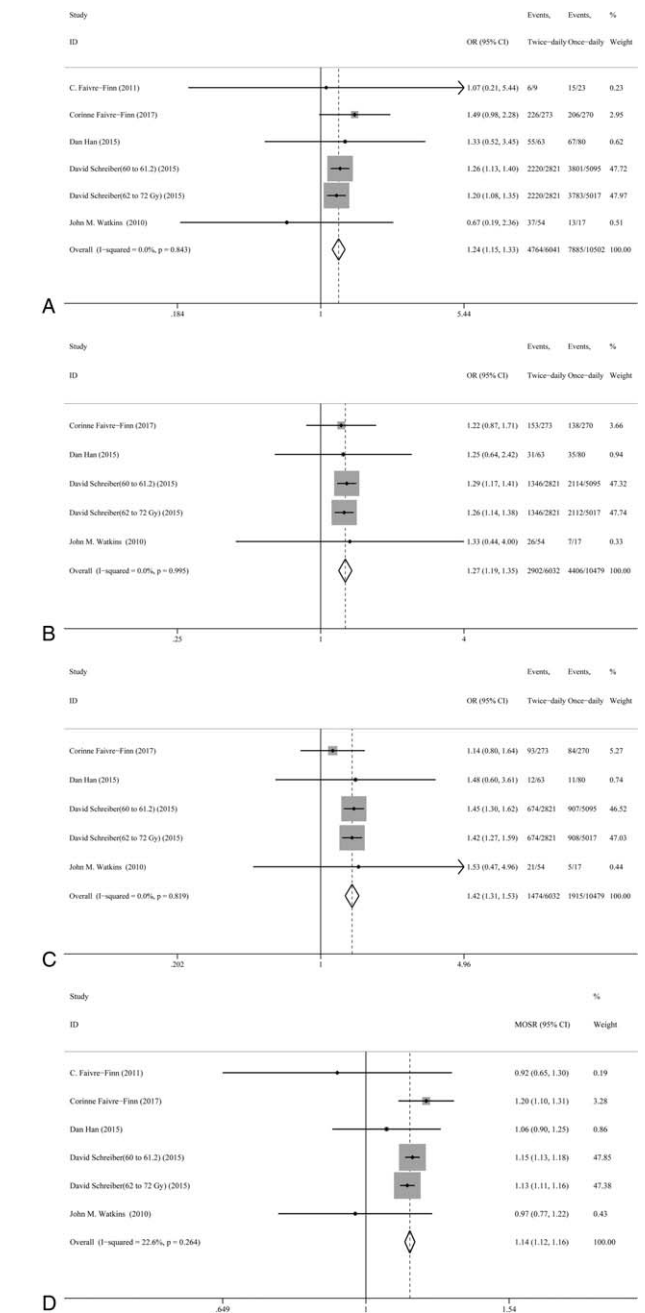 Study Events, Events, %
ID OR (95% CI) Twice−daily Once−daily Weight
C. Faivre−Finn (2011) 1.07 (0.21, 5.44) 6/9 15/23 0.23
Corinne Faivre−Finn (2017) 1.49 (0.98, 2.28) 226/273 206/270 2.95
Dan Han (2015) 1.33 (0.52, 3.45) 55/63 67/80 0.62
David Schreiber(60 to 61.2) (2015) 1.26 (1.13, 1.40) 2220/2821 3801/5095 47.72
David Schreiber(62 to 72 Gy) (2015) 1.20 (1.08, 1.35) 2220/2821 3783/5017 47.97
John M. Watkins (2010) 0.67 (0.19, 2.36) 37/54 13/17 0.51
Overall (I−squared = 0.0%, p = 0.843) 1.24 (1.15, 1.33) 4764/6041 7885/10502 100.00
A
.184 1 5.44
Study Events, Events, %
ID OR (95% CI) Twice−daily Once−daily Weight
Corinne Faivre−Finn (2017) 1.22 (0.87, 1.71) 153/273 138/270 3.66
Dan Han (2015) 1.25 (0.64, 2.42) 31/63 35/80 0.94
David Schreiber(60 to 61.2) (2015) 1.29 (1.17, 1.41) 1346/2821 2114/5095 47.32
David Schreiber(62 to 72 Gy) (2015) 1.26 (1.14, 1.38) 1346/2821 2112/5017 47.74
John M. Watkins (2010) 1.33 (0.44, 4.00) 26/54 7/17 0.33
Overall (I−squared = 0.0%, p = 0.995) 1.27 (1.19, 1.35) 2902/6032 4406/10479 100.00
B
.25 1 4
Study Events, Events, %
ID OR (95% CI) Twice−daily Once−daily Weight
Corinne Faivre−Finn (2017) 1.14 (0.80, 1.64) 93/273 84/270 5.27
Dan Han (2015) 1.48 (0.60, 3.61) 12/63 11/80 0.74
David Schreiber(60 to 61.2) (2015) 1.45 (1.30, 1.62) 674/2821 907/5095 46.52
David Schreiber(62 to 72 Gy) (2015) 1.42 (1.27, 1.59) 674/2821 908/5017 47.03
John M. Watkins (2010) 1.53 (0.47, 4.96) 21/54 5/17 0.44
Overall (I−squared = 0.0%, p = 0.819) 1.42 (1.31, 1.53) 1474/6032 1915/10479 100.00
C
.202 1 4.96
Study %
ID MOSR (95% CI) Weight
C. Faivre−Finn (2011) 0.92 (0.65, 1.30) 0.19
Corinne Faivre−Finn (2017) 1.20 (1.10, 1.31) 3.28
Dan Han (2015) 1.06 (0.90, 1.25) 0.86
David Schreiber(60 to 61.2) (2015) 1.15 (1.13, 1.18) 47.85
David Schreiber(62 to 72 Gy) (2015) 1.13 (1.11, 1.16) 47.38
John M. Watkins (2010) 0.97 (0.77, 1.22) 0.43
Overall (I−squared = 22.6%, p = 0.264) 1.14 (1.12, 1.16) 100.00
D
.649 1 1.54